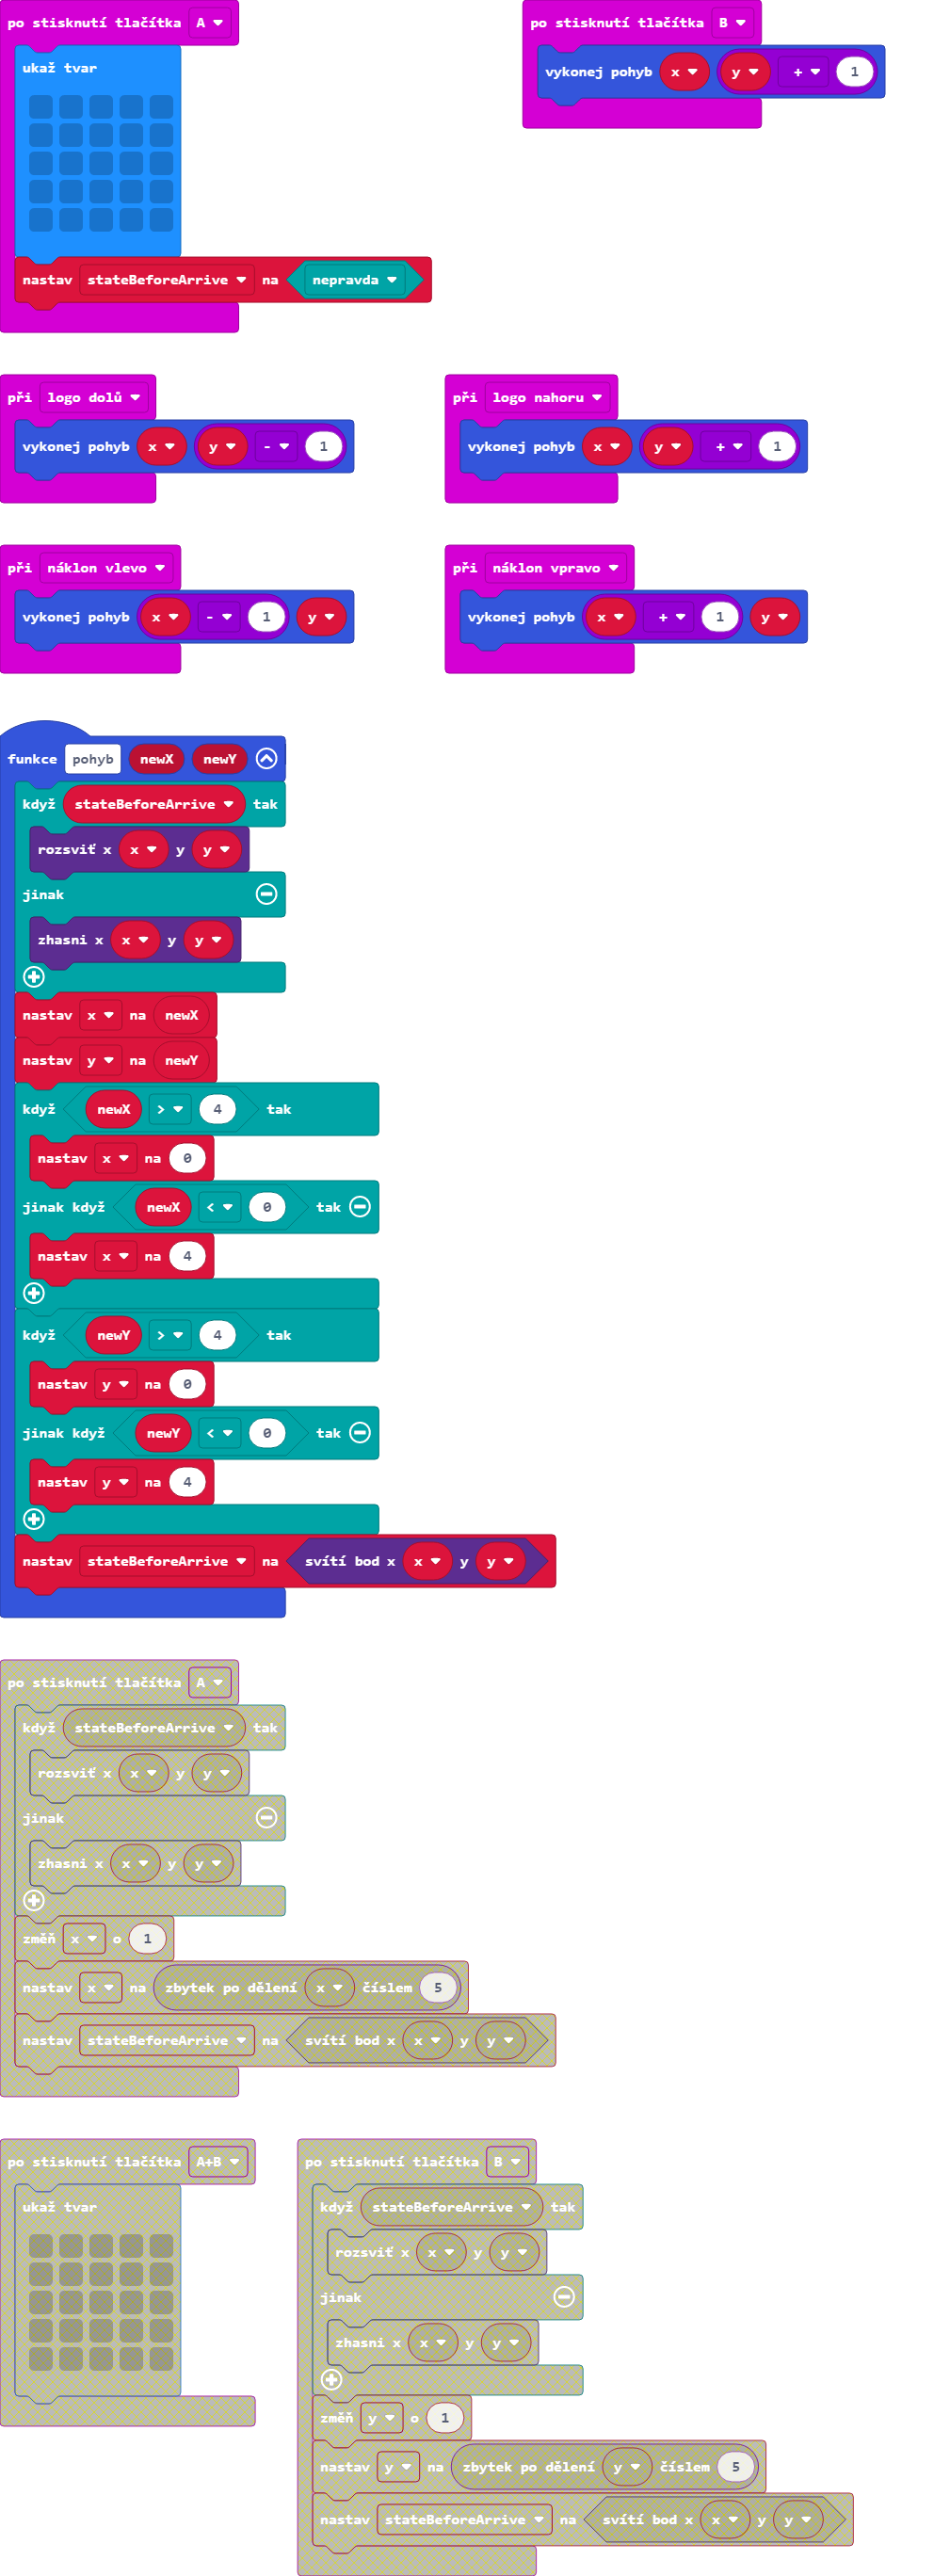 po stisknutí tlačítka A
ukaž tvar
nastav stateBeforeArrive na nepravda
po stisknutí tlačítka B
vykonej pohyb x y + 1
při logo dolů
vykonej pohyb x y - 1
při logo nahoru
vykonej pohyb x y + 1
při náklon vlevo
vykonej pohyb x - 1 y
při náklon vpravo
vykonej pohyb x + 1 y
funkce pohyb newX newY
když stateBeforeArrive tak
rozsviť x x y y
jinak
zhasni x x y y
nastav x na newX
nastav y na newY
když newX > 4 tak
nastav x na 0
jinak když newX < 0 tak
nastav x na 4
když newY > 4 tak
nastav y na 0
jinak když newY < 0 tak
nastav y na 4
nastav stateBeforeArrive na svítí bod x x y y
po stisknutí tlačítka A
když stateBeforeArrive tak
rozsviť x x y y
jinak
zhasni x x y y
změň x o 1
nastav x na zbytek po dělení x číslem 5
nastav stateBeforeArrive na svítí bod x x y y
po stisknutí tlačítka A+B
ukaž tvar
po stisknutí tlačítka B
když stateBeforeArrive tak
rozsviť x x y y
jinak
zhasni x x y y
změň y o 1
nastav y na zbytek po dělení y číslem 5
nastav stateBeforeArrive na svítí bod x x y y